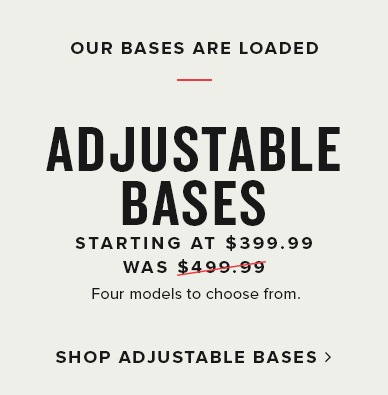 OUR BASES ARE LOADED
ADJUSTABLE
BASES
STARTING AT $399.99
WAS $499.99
Four models to choose from.
SHOP ADJUSTABLE BASES >